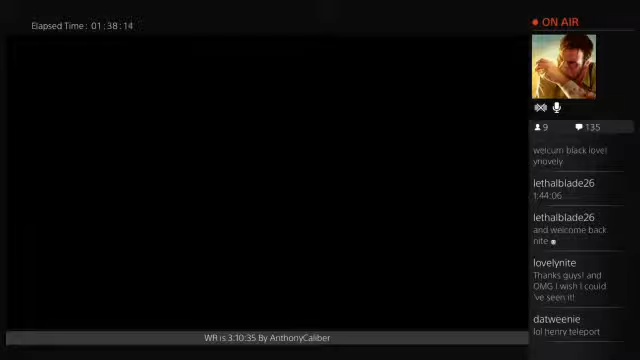 Elapsed Time : 01 : 38 : 14
ON AIR
9 135
welcum black love!
ynovely
lethalblade26
1:44:06
lethalblade26
and welcome back
nite
lovelynite
Thanks guys! and
OMG I wish I could
've seen it!
datweenie
lol henry teleport
WR is 3:10:35 By AnthonyCaliber